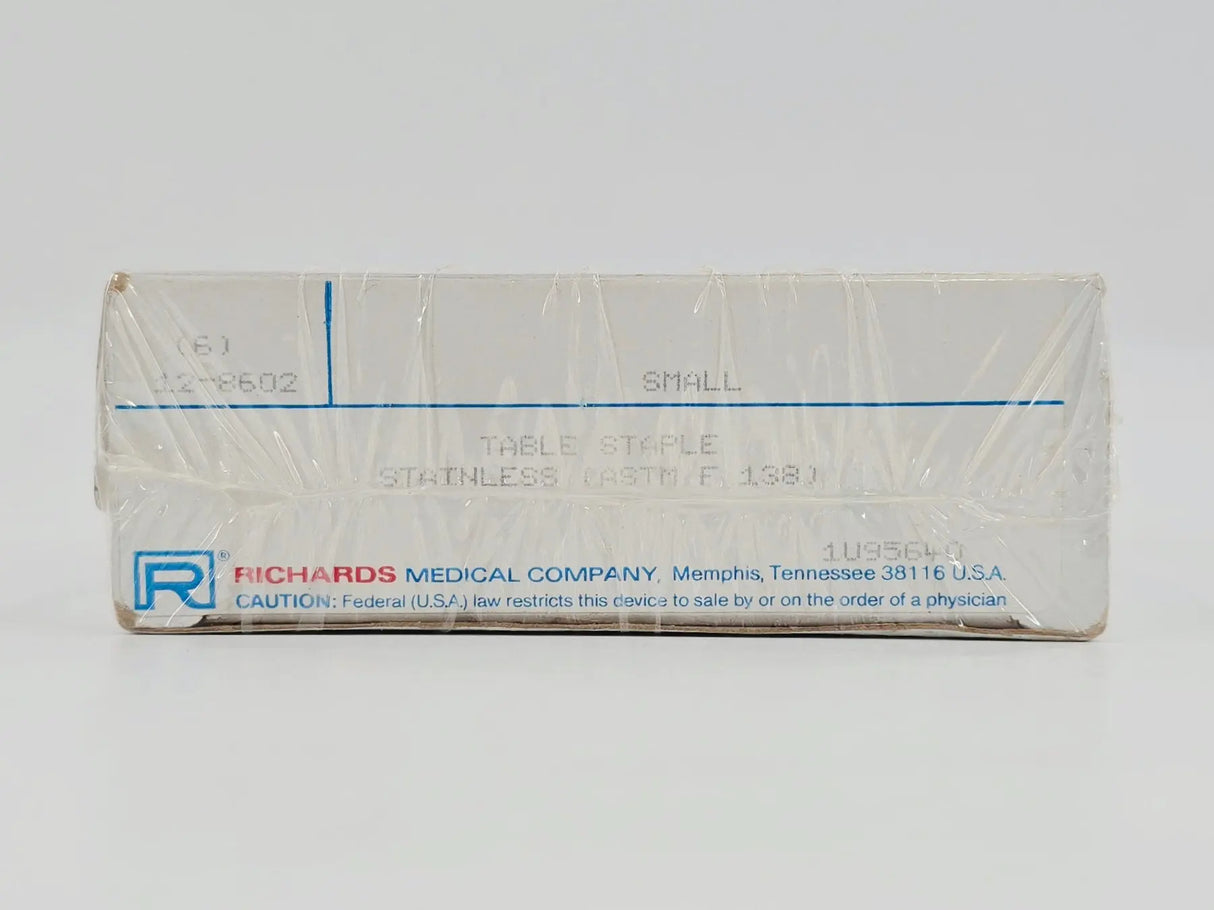 (6)
12-8602 SMALL
TABLE STAPLE
STAINLESS (ASTM F 138)
R®
RICHARDS MEDICAL COMPANY, Memphis, Tennessee 38116 U.S.A.
CAUTION: Federal (U.S.A.) law restricts this device to sale by or on the order of a physician